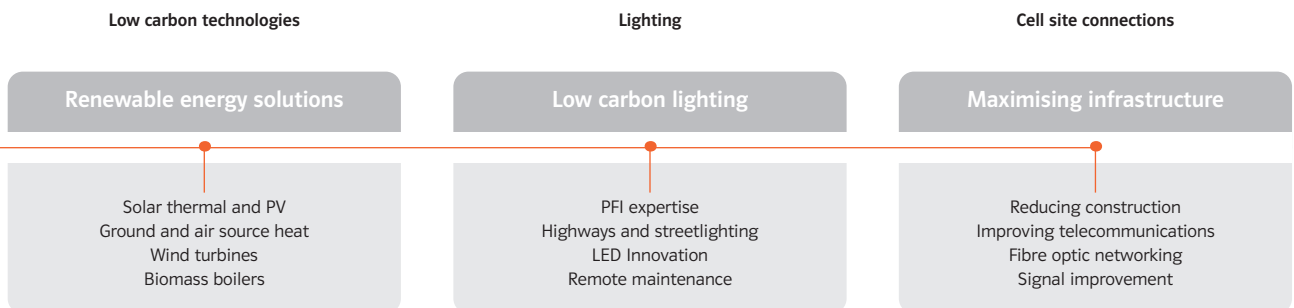 Low carbon technologies
Renewable energy solutions
Solar thermal and PV
Ground and air source heat
Wind turbines
Biomass boilers
Lighting
Low carbon lighting
PFI expertise
Highways and streetlighting
LED Innovation
Remote maintenance
Cell site connections
Maximising infrastructure
Reducing construction
Improving telecommunications
Fibre optic networking
Signal improvement